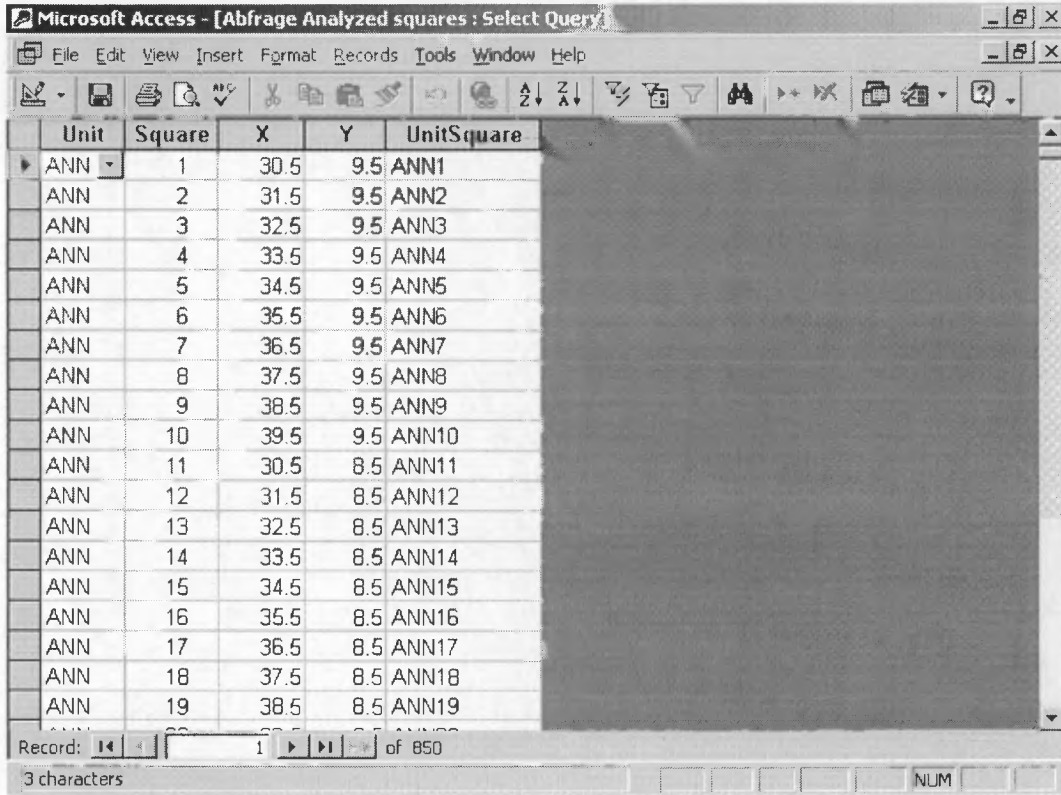 Microsoft Access - [Abfrage Analyzed squares : Select Query]
File Edit View Insert Format Records Tools Window Help
Unit Square X Y UnitSquare
ANN 1 30.5 9.5 ANN1
ANN 2 31.5 9.5 ANN2
ANN 3 32.5 9.5 ANN3
ANN 4 33.5 9.5 ANN4
ANN 5 34.5 9.5 ANN5
ANN 6 35.5 9.5 ANN6
ANN 7 36.5 9.5 ANN7
ANN 8 37.5 9.5 ANN8
ANN 9 38.5 9.5 ANN9
ANN 10 39.5 9.5 ANN10
ANN 11 30.5 8.5 ANN11
ANN 12 31.5 8.5 ANN12
ANN 13 32.5 8.5 ANN13
ANN 14 33.5 8.5 ANN14
ANN 15 34.5 8.5 ANN15
ANN 16 35.5 8.5 ANN16
ANN 17 36.5 8.5 ANN17
ANN 18 37.5 8.5 ANN18
ANN 19 38.5 8.5 ANN19
Record: 1 of 850
3 characters NUM